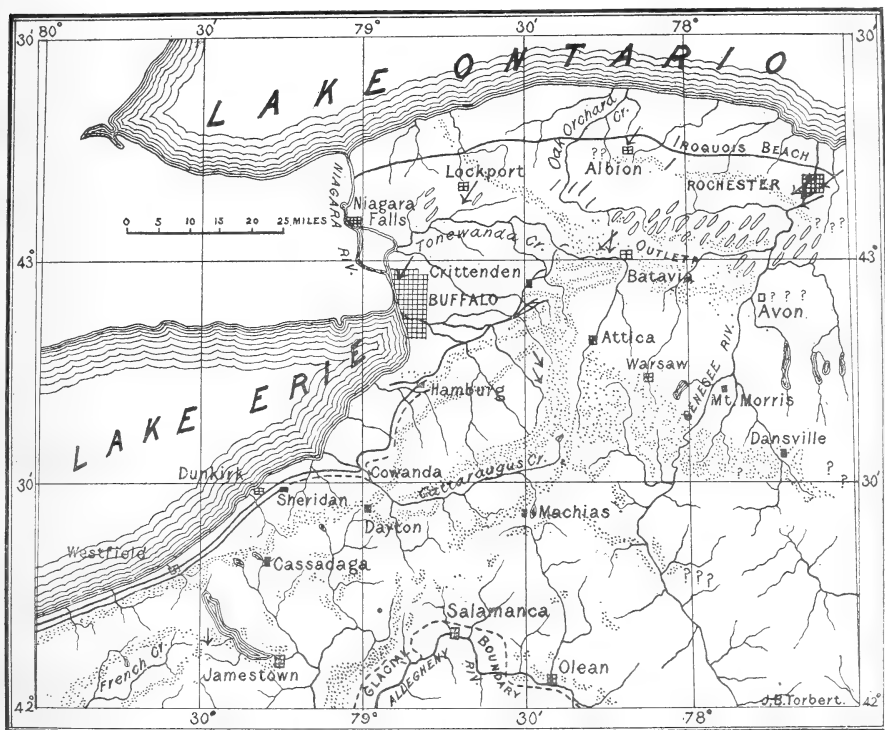 30' 80° 30' 79 30' 78 30'
LAKE ONTARIO
Oak Orchard Cr.
IROQUOIS BEACH
??
Albion
Lockport
ROCHESTER
NIAGARA RIV.
Niagara Falls
0 5 10 15 20 25 MILES
??
Tonewanda Cr.
OUTLETS
43° 43°
Crittenden
Batavia
BUFFALO
? ? ?
Avon
Attica
LAKE ERIE
Warsaw
GENESEE RIV.
Hamburg
Mt. Morris
Dansville
Cowanda
Cattaraugus Cr.
?
?
Dunkirk
30' 30'
?
Sheridan
Machias
Dayton
Westfield
Cassadaga
???
Salamanca
GLACIAL BOUNDARY
ALLEGHENY RIV.
French Cr.
Jamestown
Olean
J.B.Torbert.
42° 42°
30' 79 30' 78